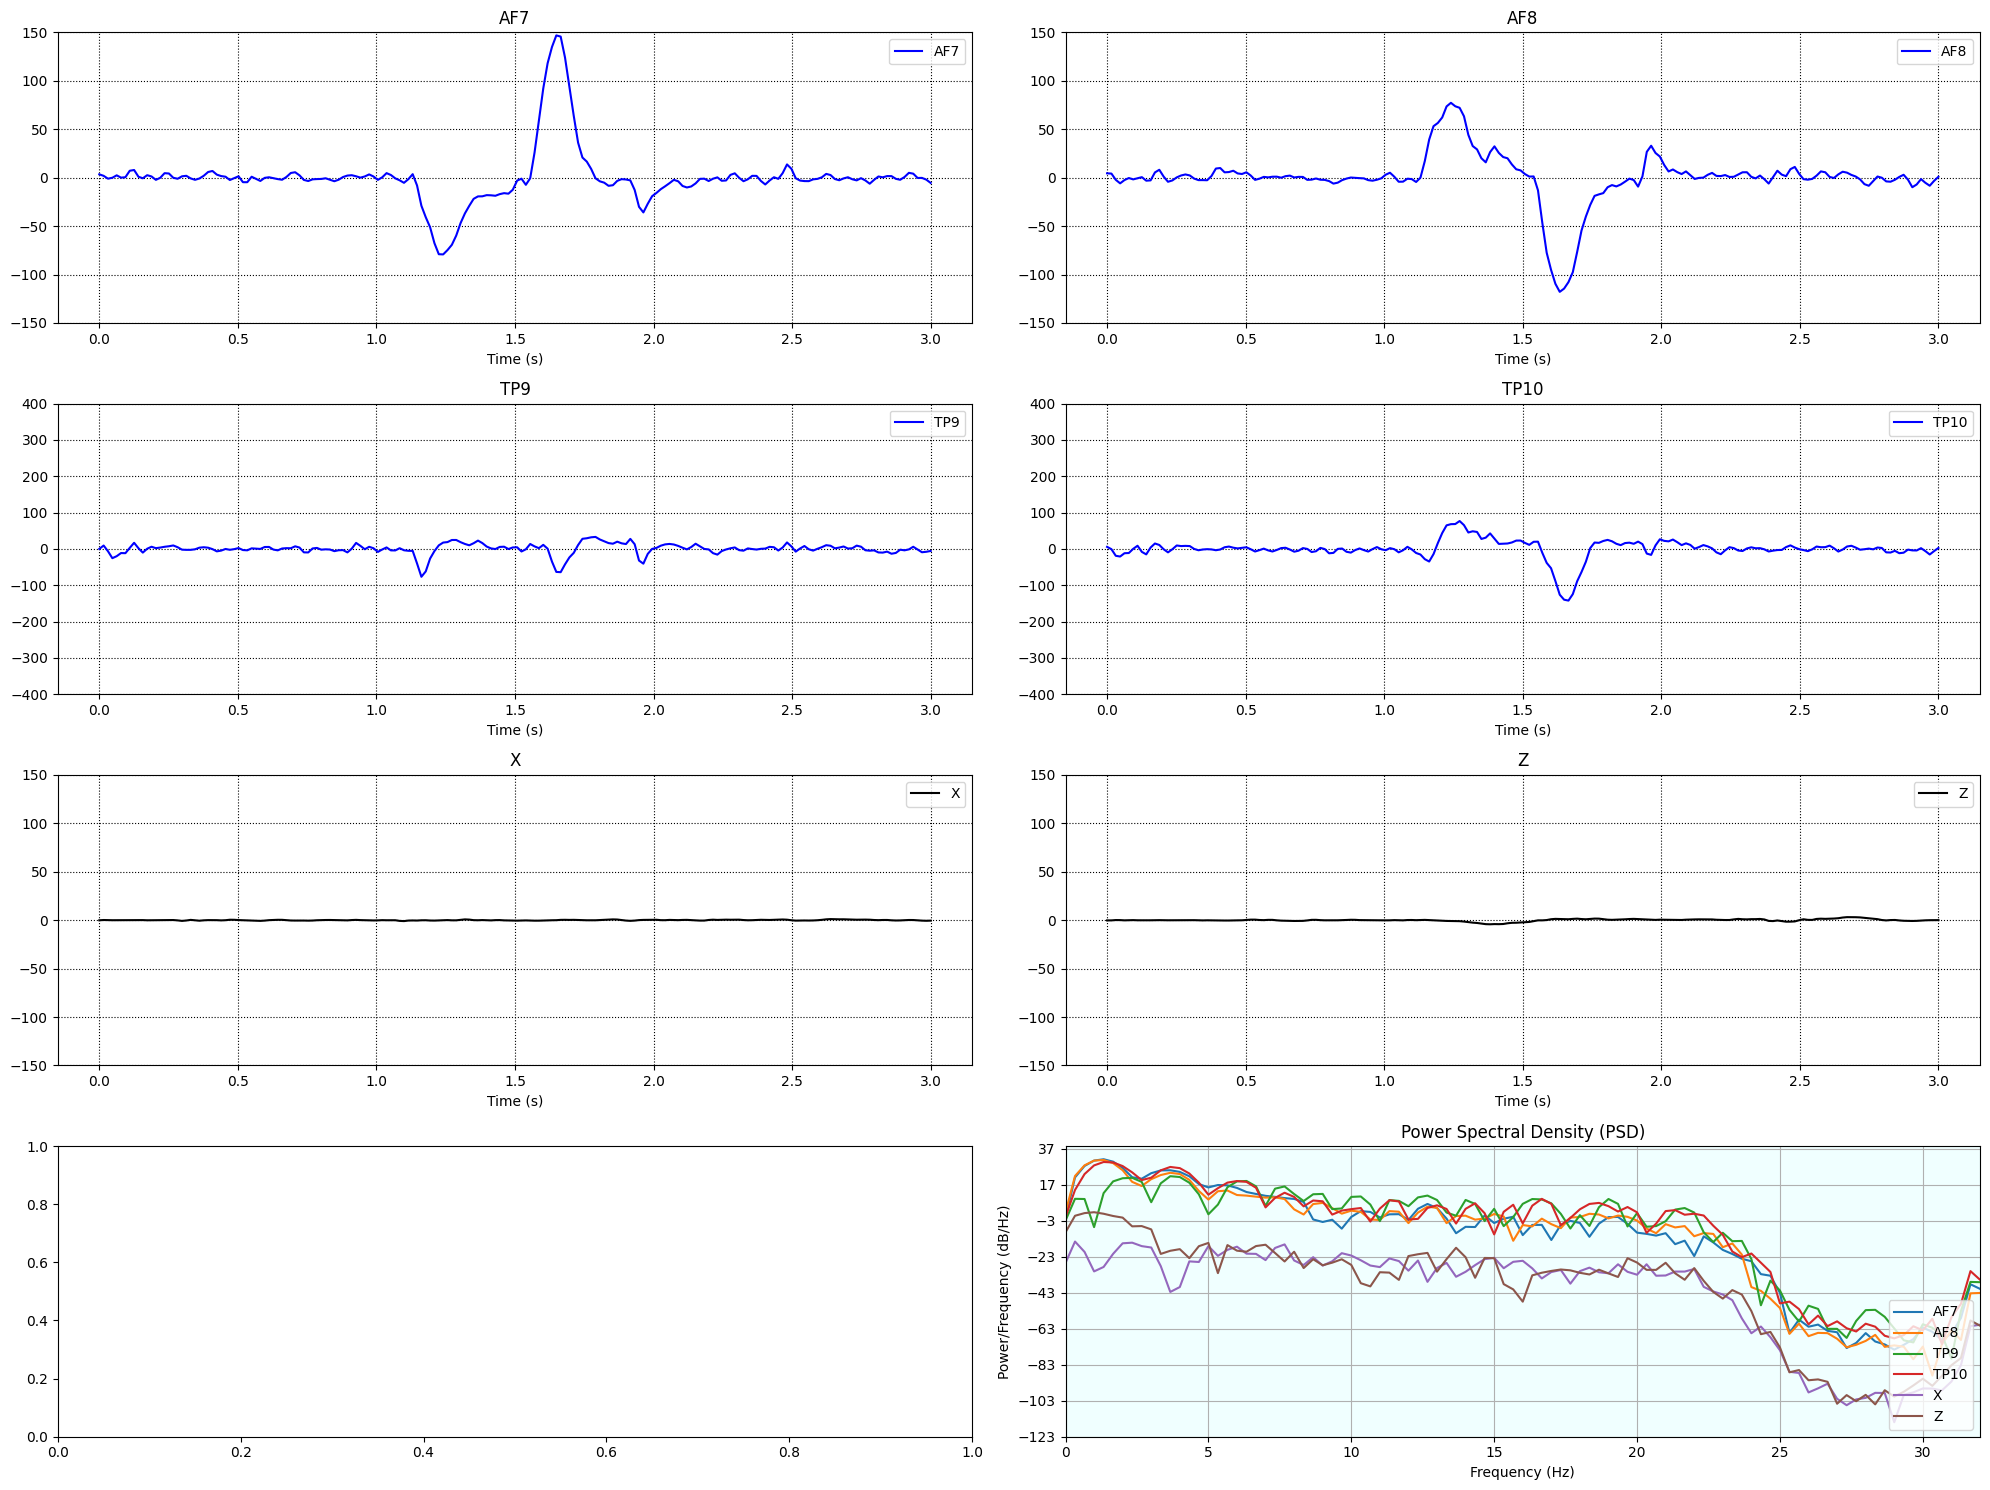 AF7
150
100
50
0
−50
−100
−150
AF7
0.0 0.5 1.0 1.5 2.0 2.5 3.0
Time (s)
AF8
150
100
50
0
−50
−100
−150
AF8
0.0 0.5 1.0 1.5 2.0 2.5 3.0
Time (s)
TP9
400
300
200
100
0
−100
−200
−300
−400
TP9
0.0 0.5 1.0 1.5 2.0 2.5 3.0
Time (s)
TP10
400
300
200
100
0
−100
−200
−300
−400
TP10
0.0 0.5 1.0 1.5 2.0 2.5 3.0
Time (s)
X
150
100
50
0
−50
−100
−150
X
0.0 0.5 1.0 1.5 2.0 2.5 3.0
Time (s)
Z
150
100
50
0
−50
−100
−150
Z
0.0 0.5 1.0 1.5 2.0 2.5 3.0
Time (s)
1.0
0.8
0.6
0.4
0.2
0.0
0.0 0.2 0.4 0.6 0.8 1.0
Power Spectral Density (PSD)
Power/Frequency (dB/Hz)
37
17
−3
−23
−43
−63
−83
−103
−123
AF7
AF8
TP9
TP10
X
Z
0 5 10 15 20 25 30
Frequency (Hz)